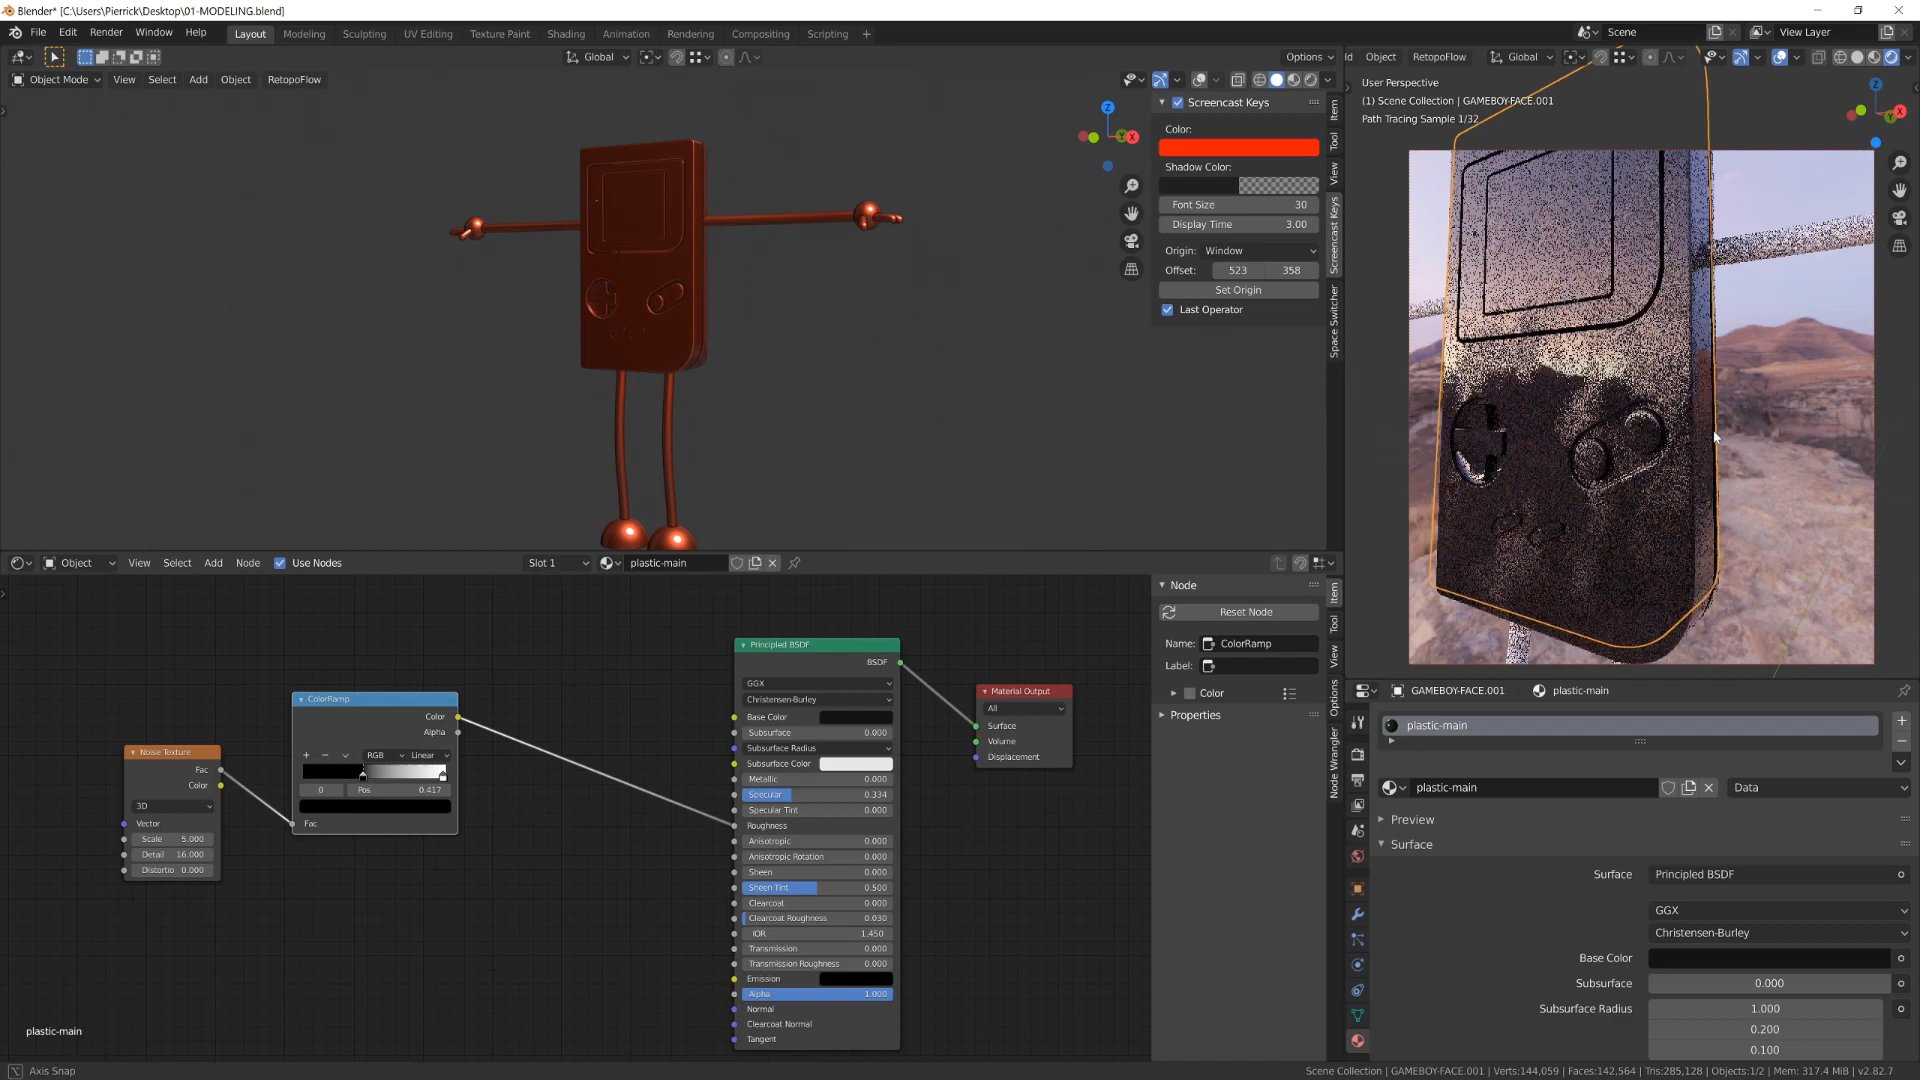 Blender* [C:\Users\Pierrick\Desktop\01-MODELING.blend]
File Edit Render Window Help Layout Modeling Sculpting UV Editing Texture Paint Shading Animation Rendering Compositing Scripting + Scene View Layer
Global Options Object RetopoFlow Global
Object Mode View Select Add Object RetopoFlow
User Perspective
(1) Scene Collection | GAMEBOY-FACE.001
Path Tracing Sample 1/32
Z
X
Y
Screencast Keys
Color:
Shadow Color:
Font Size 30
Display Time 3.00
Origin: Window
Offset: 523 358
Set Origin
Last Operator
Item
Tool
View
Screencast Keys
Space Switcher
Object View Select Add Node Use Nodes Slot 1 plastic-main
Noise Texture
Fac
Color
3D
Vector
Scale 5.000
Detail 16.000
Distortio 0.000
ColorRamp
Color
Alpha
+ − RGB Linear
0 Pos 0.417
Fac
Principled BSDF
BSDF
GGX
Christensen-Burley
Base Color
Subsurface 0.000
Subsurface Radius
Subsurface Color
Metallic 0.000
Specular 0.334
Specular Tint 0.000
Roughness
Anisotropic 0.000
Anisotropic Rotation 0.000
Sheen 0.000
Sheen Tint 0.500
Clearcoat 0.000
Clearcoat Roughness 0.030
IOR 1.450
Transmission 0.000
Transmission Roughness 0.000
Emission
Alpha 1.000
Normal
Clearcoat Normal
Tangent
Material Output
All
Surface
Volume
Displacement
plastic-main
Node
Reset Node
Name: ColorRamp
Label:
Color
Properties
Item
Tool
View
Options
Node Wrangler
GAMEBOY-FACE.001 plastic-main
plastic-main
plastic-main Data
Preview
Surface
Surface Principled BSDF
GGX
Christensen-Burley
Base Color
Subsurface 0.000
Subsurface Radius 1.000
0.200
0.100
Axis Snap
Scene Collection | GAMEBOY-FACE.001 | Verts:144,059 | Faces:142,564 | Tris:285,128 | Objects:1/2 | Mem: 317.4 MiB | v2.82.7